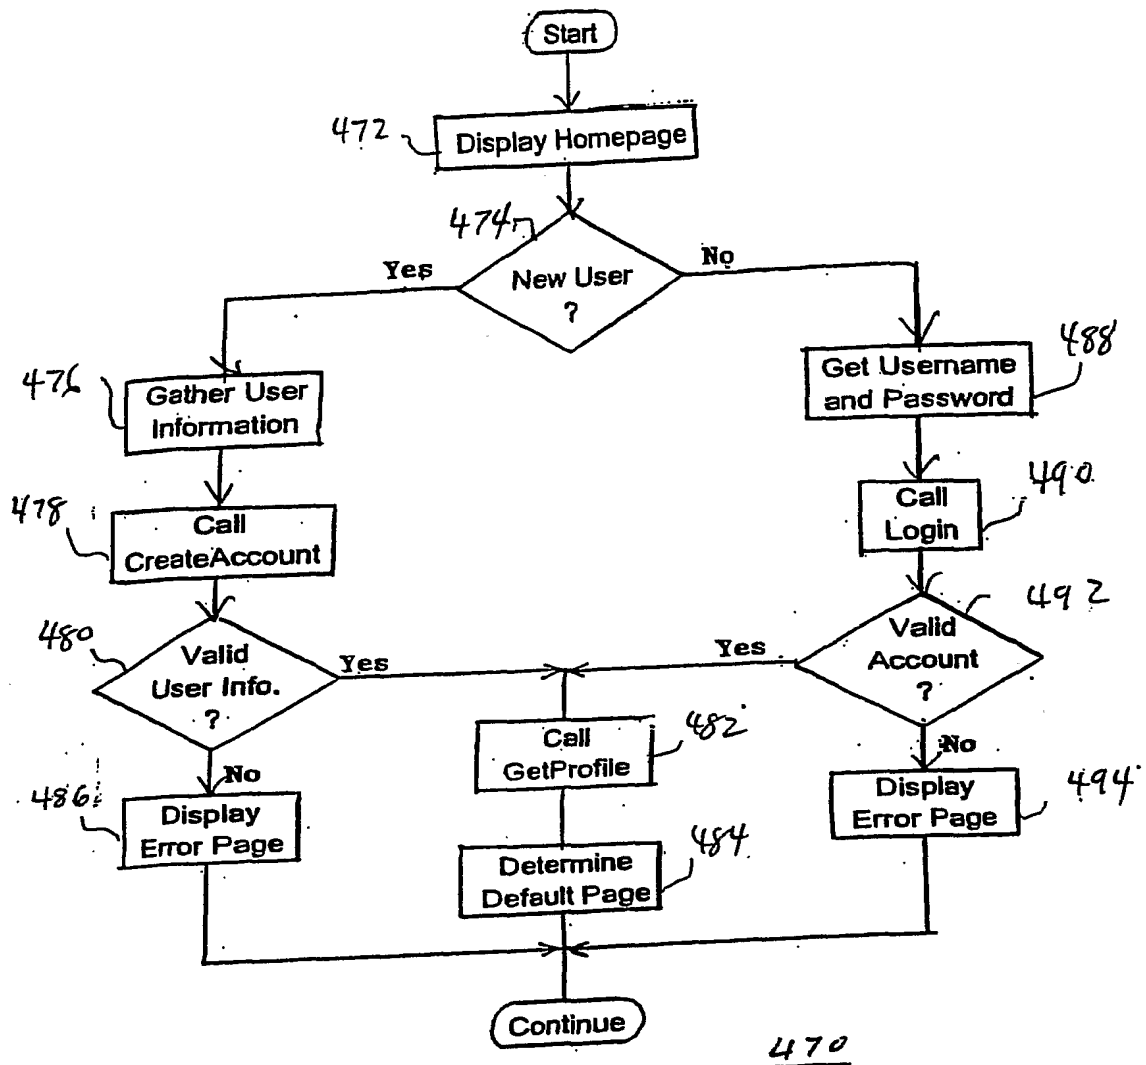 Start
472
Display Homepage
474
Yes
New User
?
No
476
Gather User
Information
488
Get Username
and Password
478
Call
CreateAccount
490
Call
Login
480
Valid
User Info.
?
Yes
Yes
492
Valid
Account
?
482
Call
GetProfile
No
486
Display
Error Page
No
494
Display
Error Page
484
Determine
Default Page
Continue
470